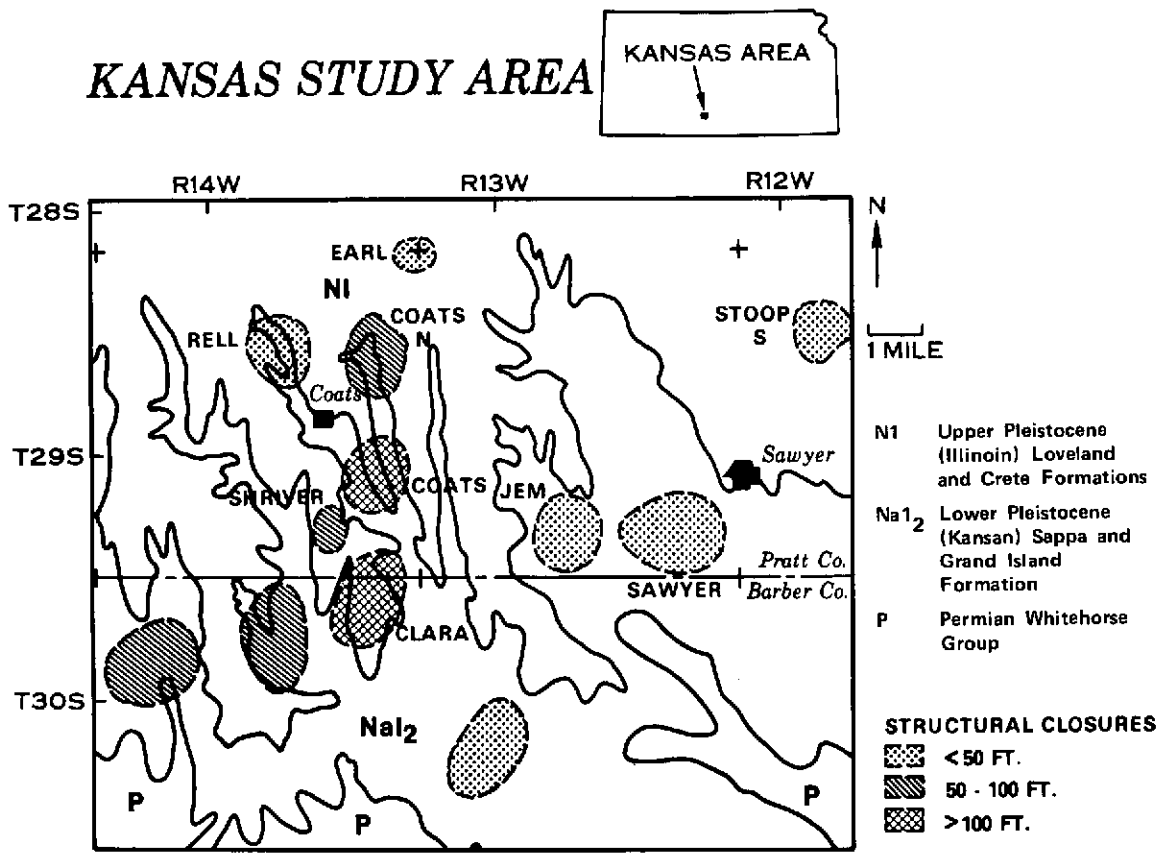 KANSAS STUDY AREA
KANSAS AREA
R14W R13W R12W
T28S
N
EARL
NI
COATS
N
STOOP
S
RELL
1 MILE
Coats
T29S
Sawyer
SHRIVER
COATS
JEM
Pratt Co.
SAWYER
Barber Co.
CLARA
T30S
NaI2
P
P
P
N1 Upper Pleistocene
(Illinoin) Loveland
and Crete Formations
Na12 Lower Pleistocene
(Kansan) Sappa and
Grand Island
Formation
P Permian Whitehorse
Group
STRUCTURAL CLOSURES
<50 FT.
50 - 100 FT.
>100 FT.